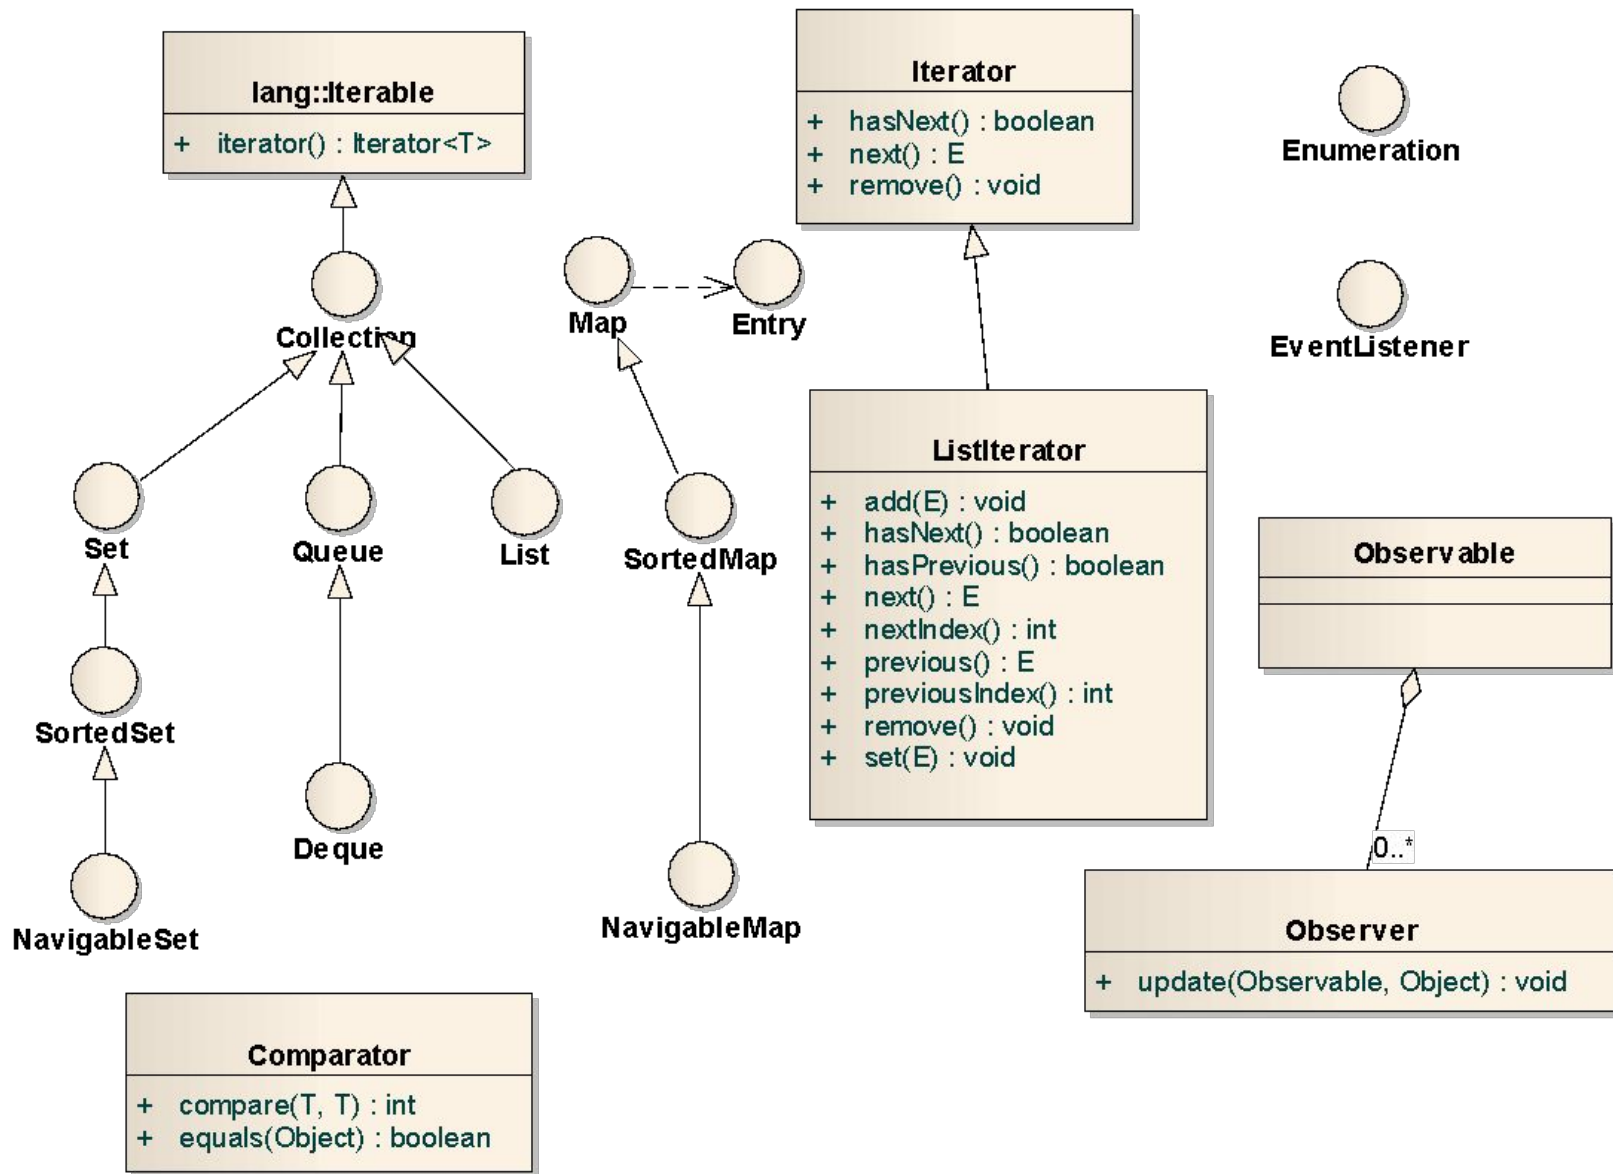 lang::Iterable
+ iterator() : Iterator<T>
Iterator
+ hasNext() : boolean
+ next() : E
+ remove() : void
Enumeration
Collection
Map
Entry
EventListener
Set
Queue
List
SortedMap
ListIterator
+ add(E) : void
+ hasNext() : boolean
+ hasPrevious() : boolean
+ next() : E
+ nextIndex() : int
+ previous() : E
+ previousIndex() : int
+ remove() : void
+ set(E) : void
Observable
SortedSet
Deque
0..*
NavigableSet
NavigableMap
Observer
+ update(Observable, Object) : void
Comparator
+ compare(T, T) : int
+ equals(Object) : boolean